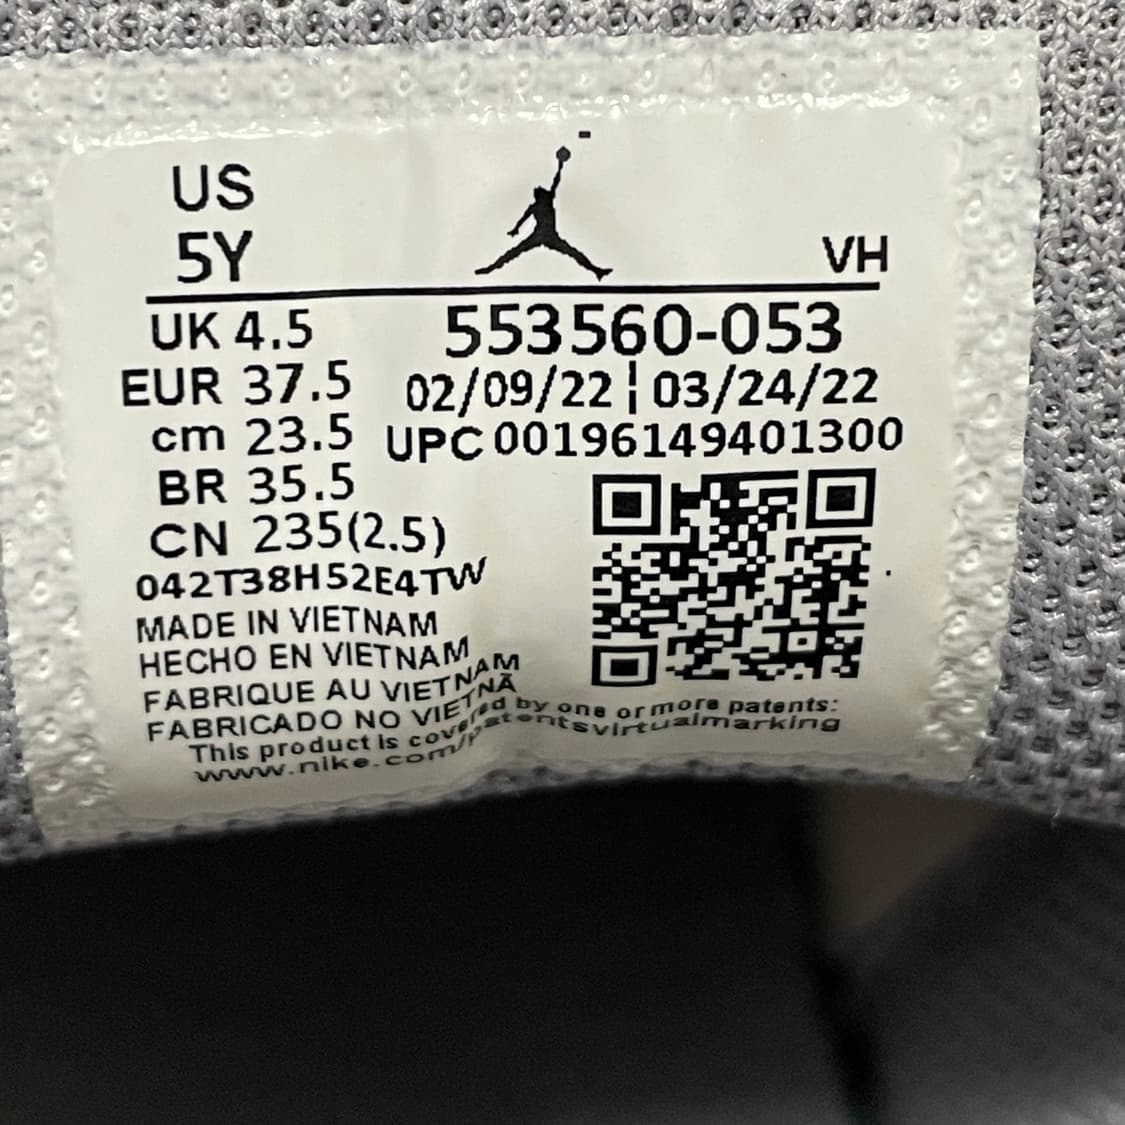 US
5Y
VH
UK 4.5
553560-053
EUR 37.5
02/09/22 | 03/24/22
cm 23.5
UPC 00196149401300
BR 35.5
CN 235(2.5)
042T38H52E4TW
MADE IN VIETNAM
HECHO EN VIETNAM
FABRIQUE AU VIETNAM
FABRICADO NO VIETNÃ
This product is covered by one or more patents:
www.nike.com/patentsvirtualmarking